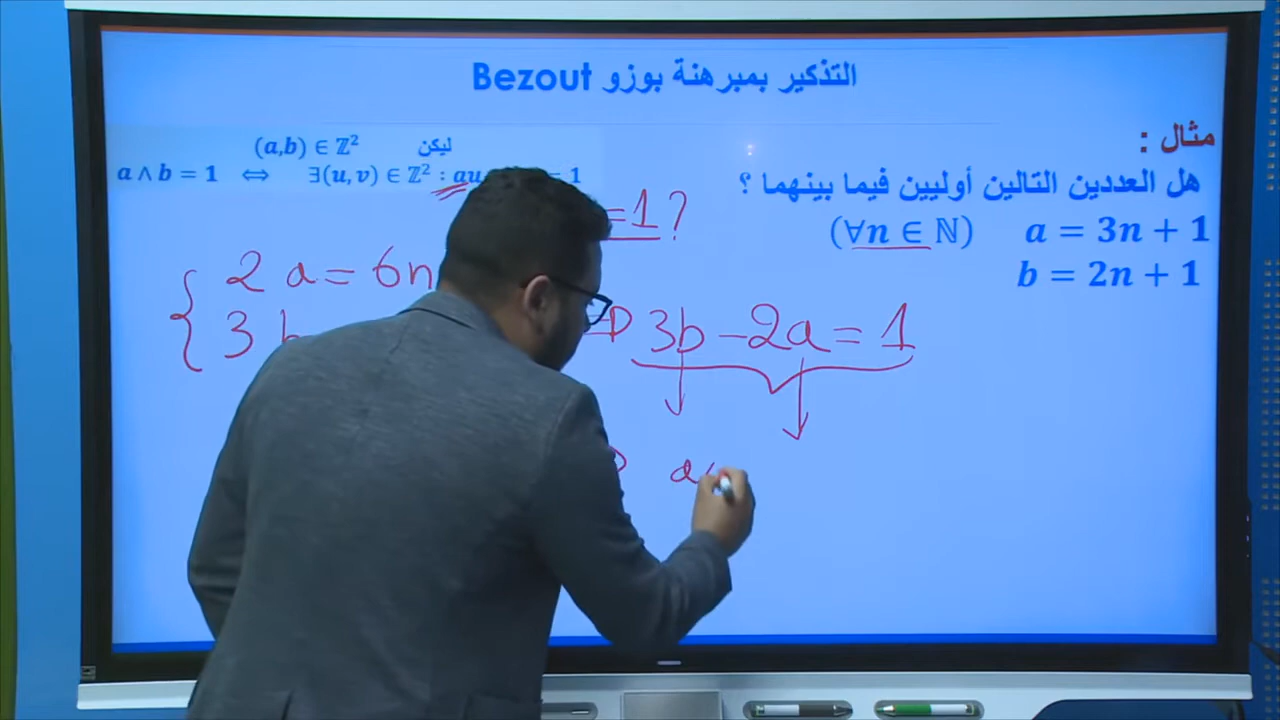 التذكير بمبرهنة بوزو Bezout
ليكن (a,b) ∈ ℤ²
a ∧ b = 1 ⇔ ∃(u, v) ∈ ℤ² : au = 1
مثال :
هل العددين التالين أوليين فيما بينهما ؟
a = 3n + 1 (∀n ∈ ℕ)
b = 2n + 1
=1?
2a = 6n
3b
3b - 2a = 1
a